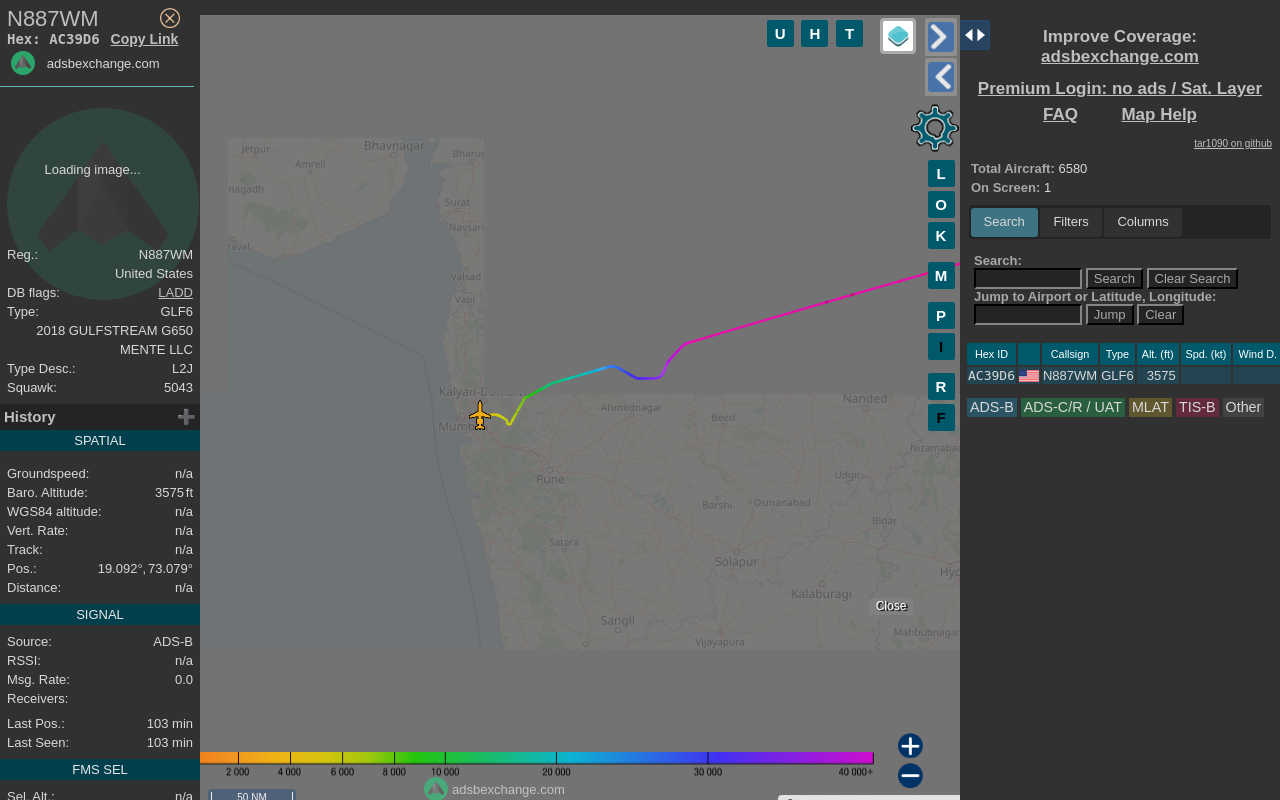 N887WM
Hex: AC39D6 Copy Link
adsbexchange.com
Loading image...
Reg.: N887WM
United States
DB flags: LADD
Type: GLF6
2018 GULFSTREAM G650
MENTE LLC
Type Desc.: L2J
Squawk: 5043
History
SPATIAL
Groundspeed: n/a
Baro. Altitude: 3575 ft
WGS84 altitude: n/a
Vert. Rate: n/a
Track: n/a
Pos.: 19.092°, 73.079°
Distance: n/a
SIGNAL
Source: ADS-B
RSSI: n/a
Msg. Rate: 0.0
Receivers:
Last Pos.: 103 min
Last Seen: 103 min
FMS SEL
Sel. Alt.: n/a
U H T
L
O
K
M
P
I
R
F
Jetpur
Bhavnagar
Amreli
nagadh
Surat
Navsari
raval
Valsad
Vapi
Kalyan-Do
Mumb
Ahmednagar
Beed
Nanded
Nizamabad
Pune
Udgir
Barshi
Osmanabad
Bidar
Satara
Solapur
Hyd
Kalaburagi
Close
Sangli
Vijayapura
Mahbubnagar
2 000 4 000 6 000 8 000 10 000 20 000 30 000 40 000+
adsbexchange.com
50 NM
Improve Coverage:
adsbexchange.com
Premium Login: no ads / Sat. Layer
FAQ Map Help
tar1090 on github
Total Aircraft: 6580
On Screen: 1
Search Filters Columns
Search:
Search Clear Search
Jump to Airport or Latitude, Longitude:
Jump Clear
Hex ID Callsign Type Alt. (ft) Spd. (kt) Wind D.
AC39D6 N887WM GLF6 3575
ADS-B ADS-C/R / UAT MLAT TIS-B Other